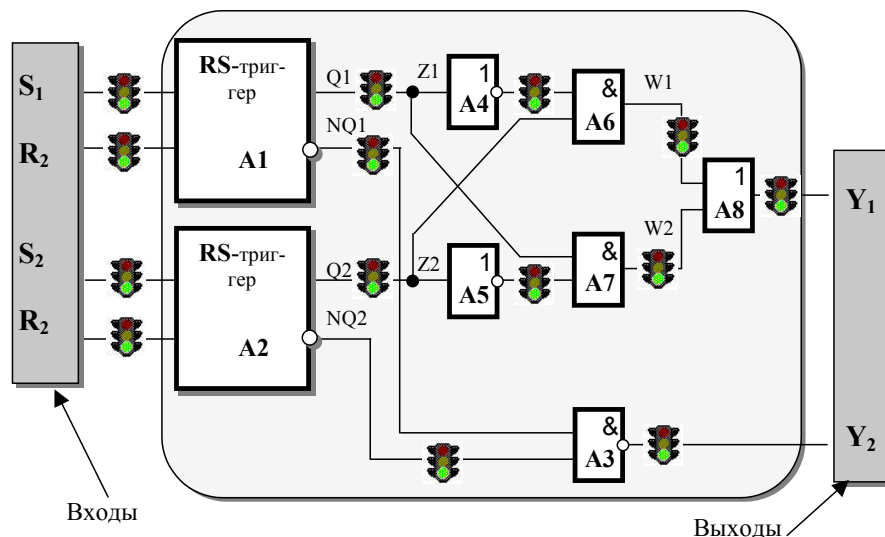 S1
R2
S2
R2
RS-триг-
гер
A1
Q1
NQ1
RS-триг-
гер
A2
Q2
NQ2
Z1
Z2
1
A4
1
A5
&
A6
&
A7
&
A3
W1
W2
1
A8
Y1
Y2
Входы
Выходы